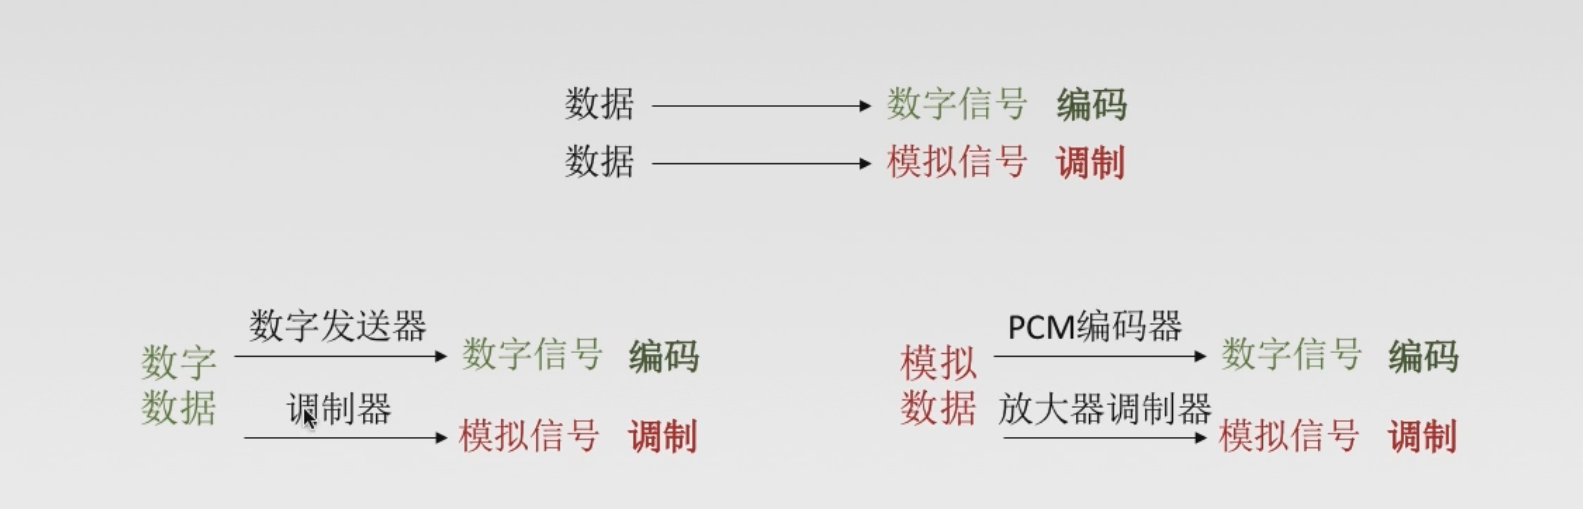 数据 数字信号 编码
数据 模拟信号 调制
数字发送器
数字
数据
数字信号 编码
调制器
模拟信号 调制
PCM编码器
模拟
数据
数字信号 编码
放大器调制器
模拟信号 调制